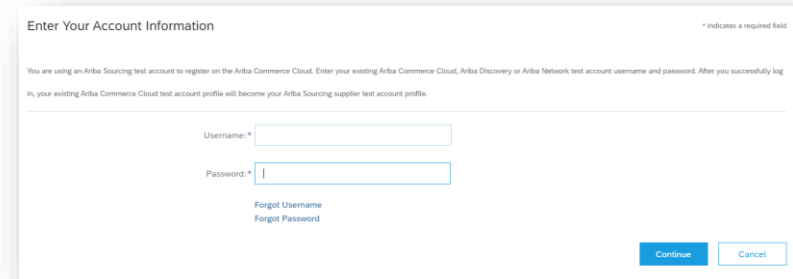 Enter Your Account Information
* Indicates a required field
You are using an Ariba Sourcing test account to register on the Ariba Commerce Cloud. Enter your existing Ariba Commerce Cloud, Ariba Discovery or Ariba Network test account username and password. After you successfully log
in, your existing Ariba Commerce Cloud test account profile will become your Ariba Sourcing supplier test account profile.
Username:*
Password:*
Forgot Username
Forgot Password
Continue
Cancel